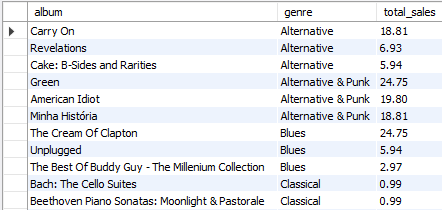 album genre total_sales
Carry On Alternative 18.81
Revelations Alternative 6.93
Cake: B-Sides and Rarities Alternative 5.94
Green Alternative & Punk 24.75
American Idiot Alternative & Punk 19.80
Minha História Alternative & Punk 18.81
The Cream Of Clapton Blues 24.75
Unplugged Blues 5.94
The Best Of Buddy Guy - The Millenium Collection Blues 2.97
Bach: The Cello Suites Classical 0.99
Beethoven Piano Sonatas: Moonlight & Pastorale Classical 0.99